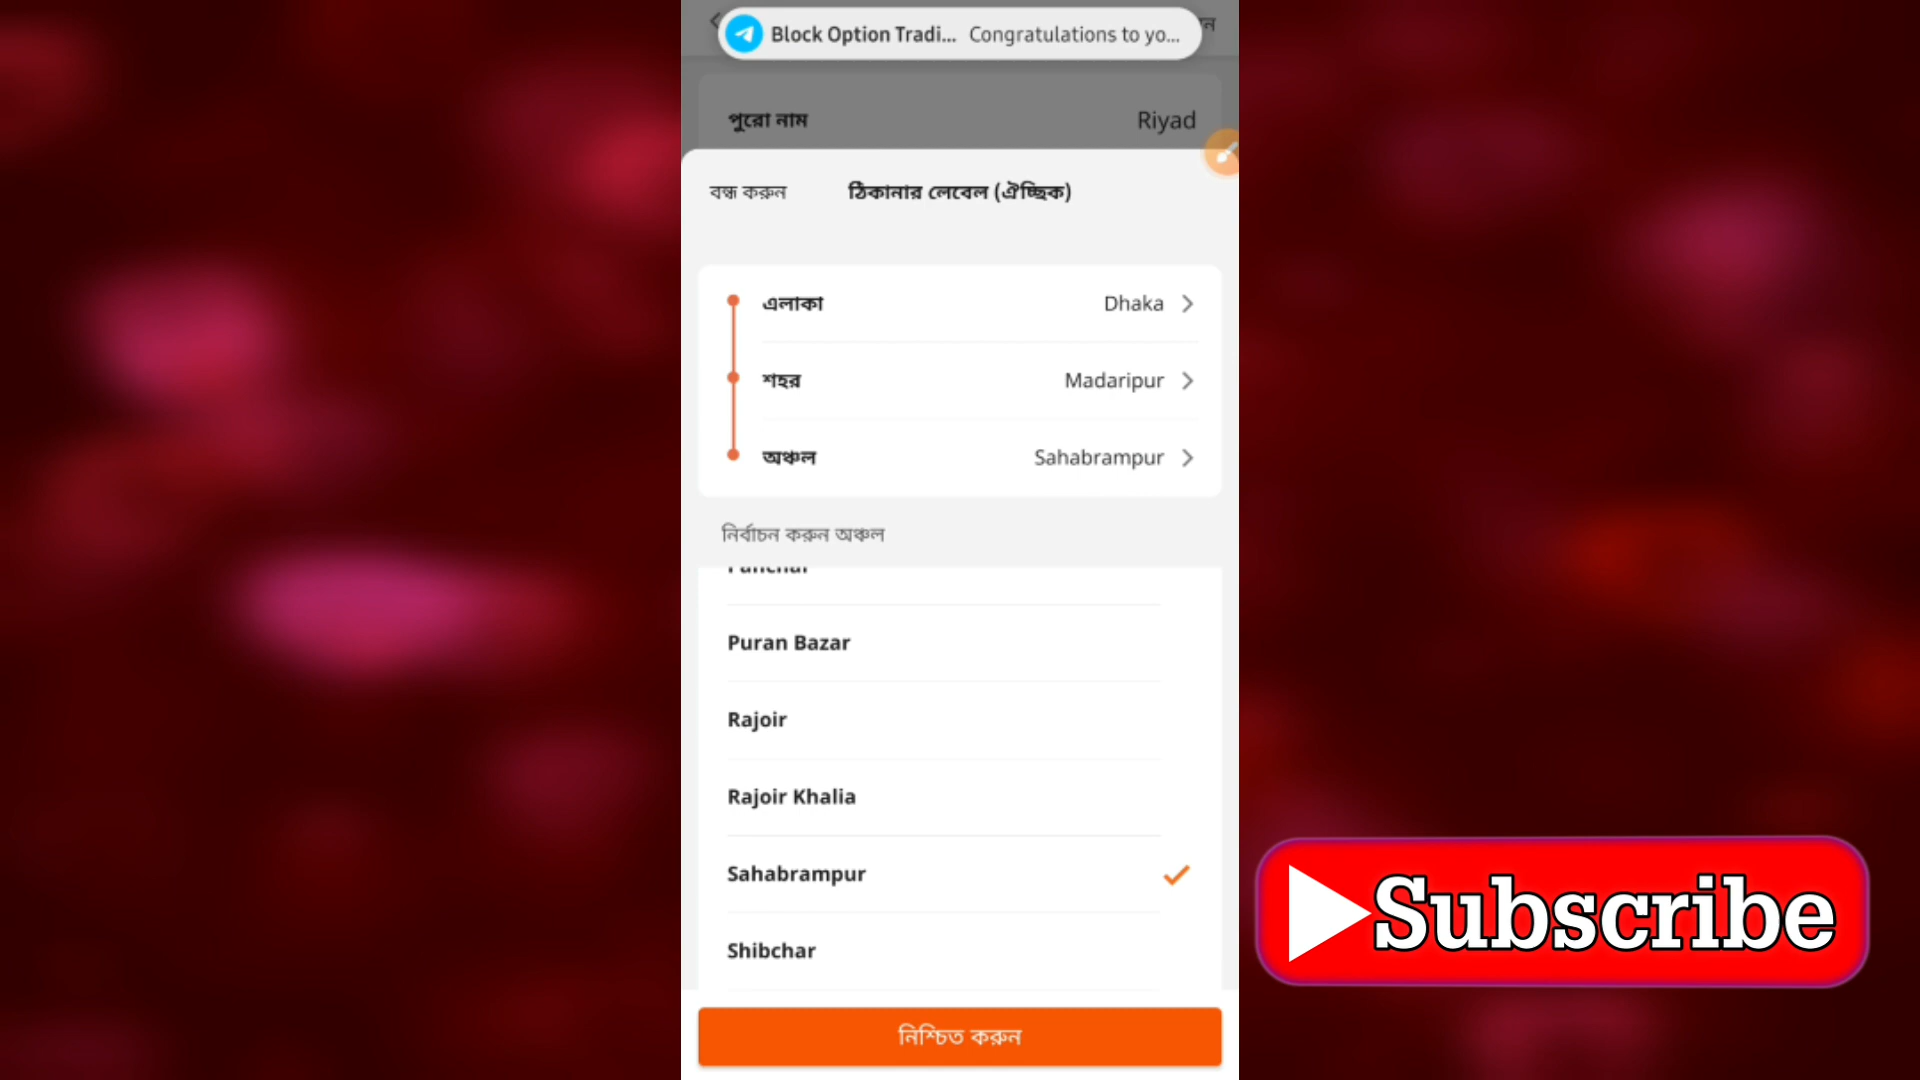 Block Option Tradi... Congratulations to yo...
পুরো নাম Riyad
বন্ধ করুন ঠিকানার লেবেল (ঐচ্ছিক)
এলাকা Dhaka
শহর Madaripur
অঞ্চল Sahabrampur
নির্বাচন করুন অঞ্চল
Puran Bazar
Rajoir
Rajoir Khalia
Sahabrampur
Shibchar
নিশ্চিত করুন
Subscribe